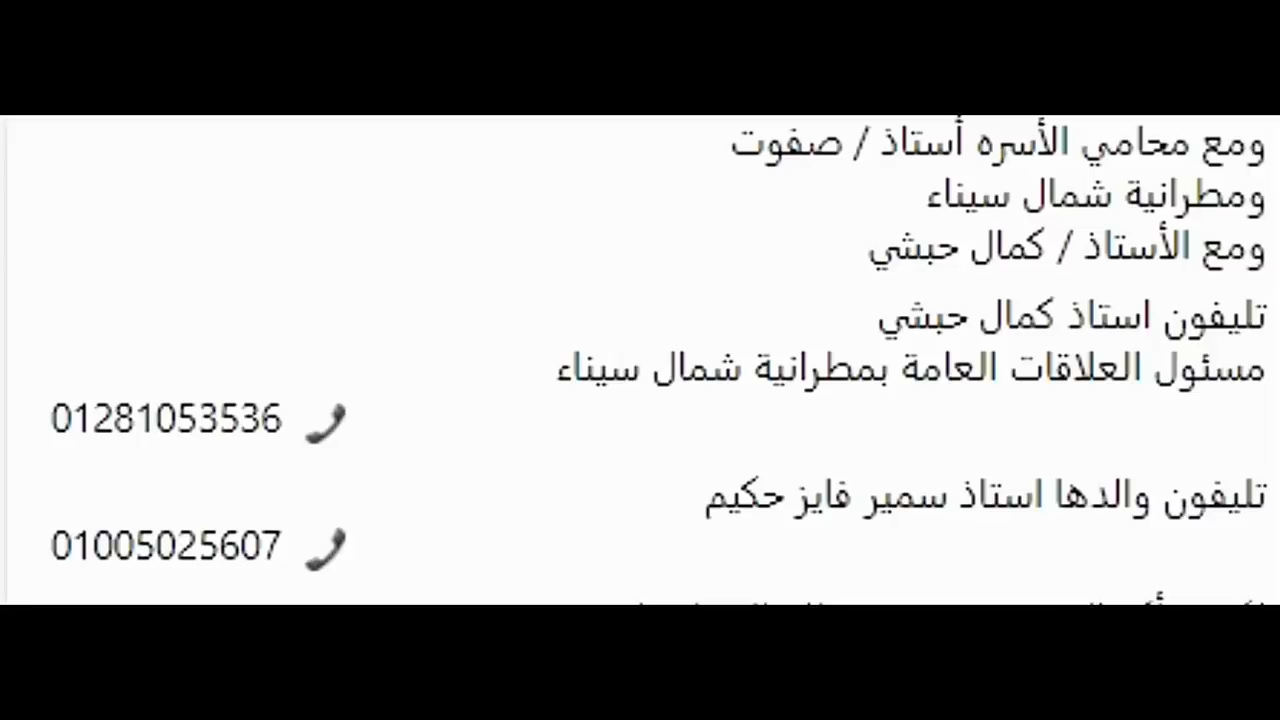 ومع محامي الأسره أستاذ / صفوت
ومطرانية شمال سيناء
ومع الأستاذ / كمال حبشي
تليفون استاذ كمال حبشي
مسئول العلاقات العامة بمطرانية شمال سيناء
01281053536
تليفون والدها استاذ سمير فايز حكيم
01005025607